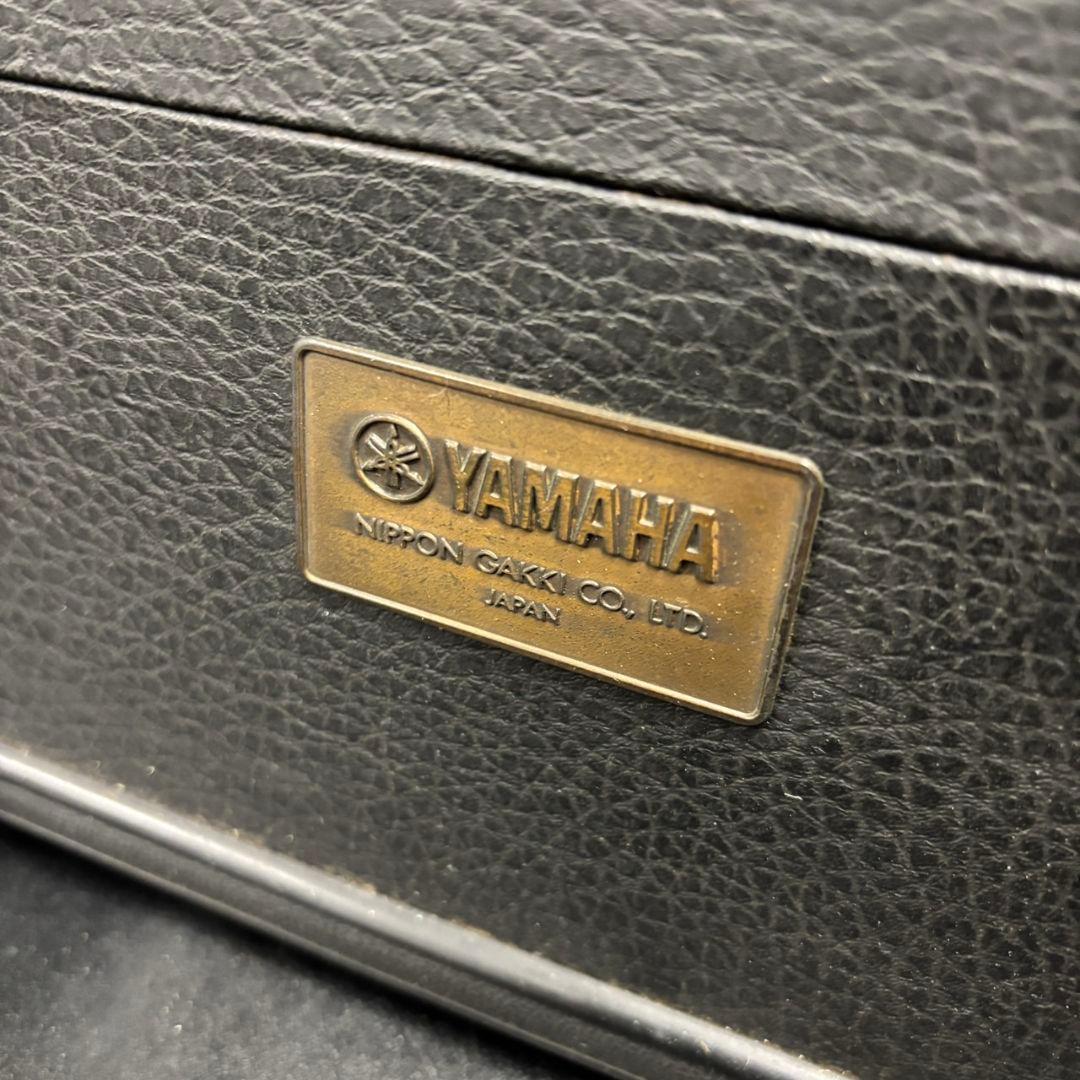 YAMAHA
NIPPON GAKKI CO., LTD.
JAPAN